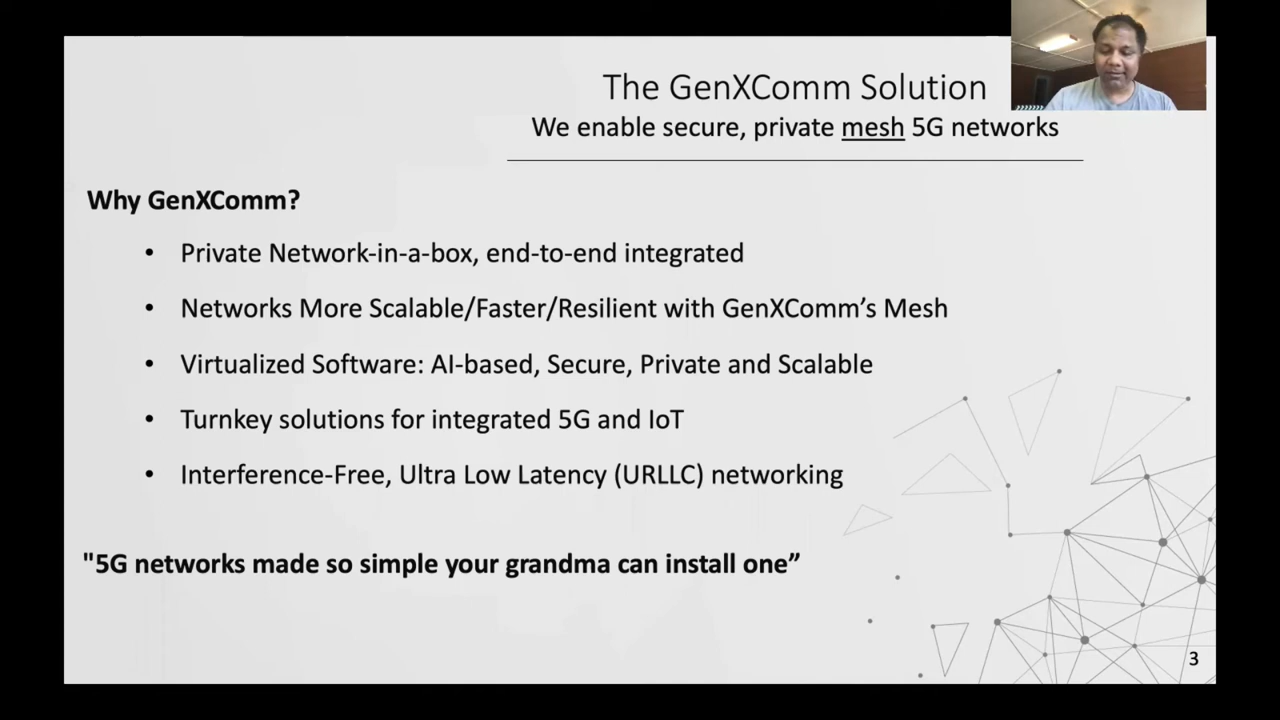 The GenXComm Solution
We enable secure, private mesh 5G networks
Why GenXComm?
• Private Network-in-a-box, end-to-end integrated
• Networks More Scalable/Faster/Resilient with GenXComm’s Mesh
• Virtualized Software: AI-based, Secure, Private and Scalable
• Turnkey solutions for integrated 5G and IoT
• Interference-Free, Ultra Low Latency (URLLC) networking
"5G networks made so simple your grandma can install one”
3